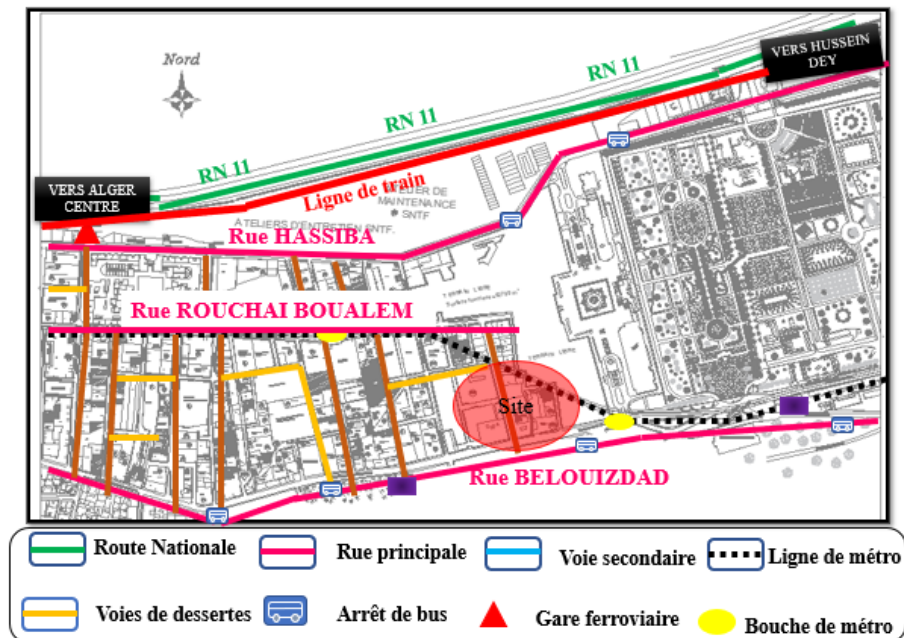 Nord
VERS HUSSEIN
DEY
RN 11
RN 11
RN 11
VERS ALGER
CENTRE
Ligne de train
ATELIER DE
MAINTENANCE
SNTF
ATELIERS D'ENTRETIEN SNTF.
Rue HASSIBA
Rue ROUCHAI BOUALEM
Site
Rue BELOUIZDAD
Route Nationale
Rue principale
Voie secondaire
Ligne de métro
Voies de dessertes
Arrêt de bus
Gare ferroviaire
Bouche de métro